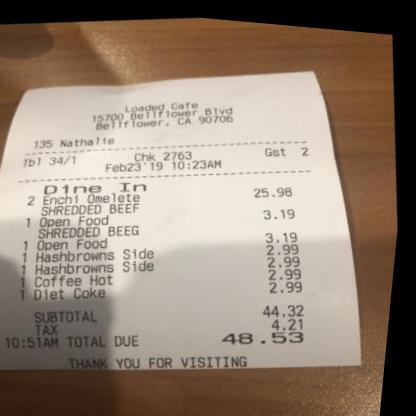 Loaded Cafe
15700 Bellflower Blvd
Bellflower, CA 90706
135 Nathalie
Tbl 34/1 Chk 2763 Gst 2
Feb23'19 10:23AM
Dine In
2 Enchi Omelete 25.98
SHREDDED BEEF
1 Open Food 3.19
SHREDDED BEEG
1 Open Food 3.19
1 Hashbrowns Side 2.99
1 Hashbrowns Side 2.99
1 Coffee Hot 2.99
1 Diet Coke 2.99
SUBTOTAL 44.32
TAX 4.21
10:51AM TOTAL DUE 48.53
THANK YOU FOR VISITING